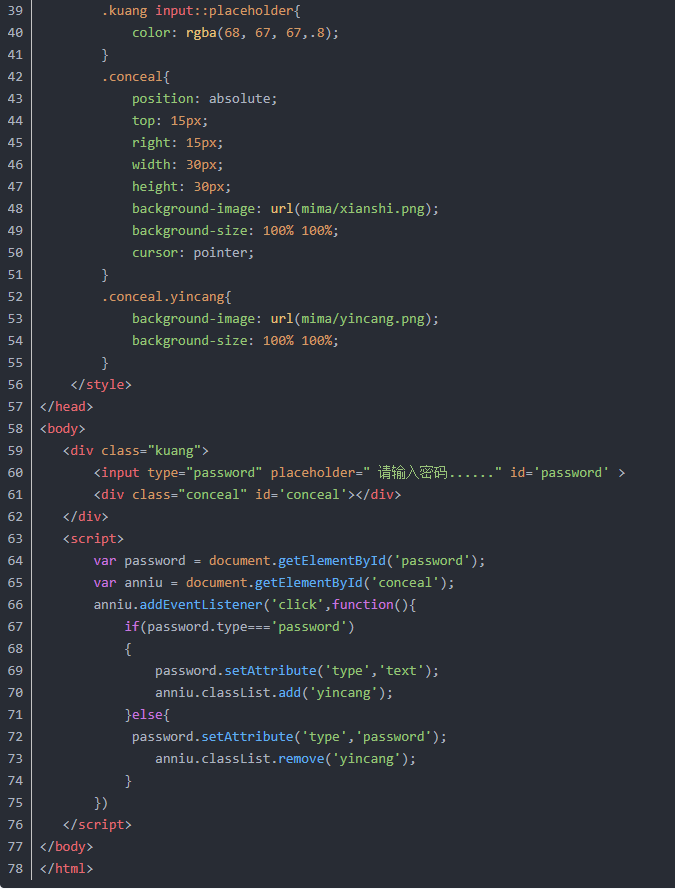 39 .kuang input::placeholder{
40 color: rgba(68, 67, 67,.8);
41 }
42 .conceal{
43 position: absolute;
44 top: 15px;
45 right: 15px;
46 width: 30px;
47 height: 30px;
48 background-image: url(mima/xianshi.png);
49 background-size: 100% 100%;
50 cursor: pointer;
51 }
52 .conceal.yincang{
53 background-image: url(mima/yincang.png);
54 background-size: 100% 100%;
55 }
56 </style>
57 </head>
58 <body>
59 <div class="kuang">
60 <input type="password" placeholder=" 请输入密码......" id='password' >
61 <div class="conceal" id='conceal'></div>
62 </div>
63 <script>
64 var password = document.getElementById('password');
65 var anniu = document.getElementById('conceal');
66 anniu.addEventListener('click',function(){
67 if(password.type==='password')
68 {
69 password.setAttribute('type','text');
70 anniu.classList.add('yincang');
71 }else{
72 password.setAttribute('type','password');
73 anniu.classList.remove('yincang');
74 }
75 })
76 </script>
77 </body>
78 </html>